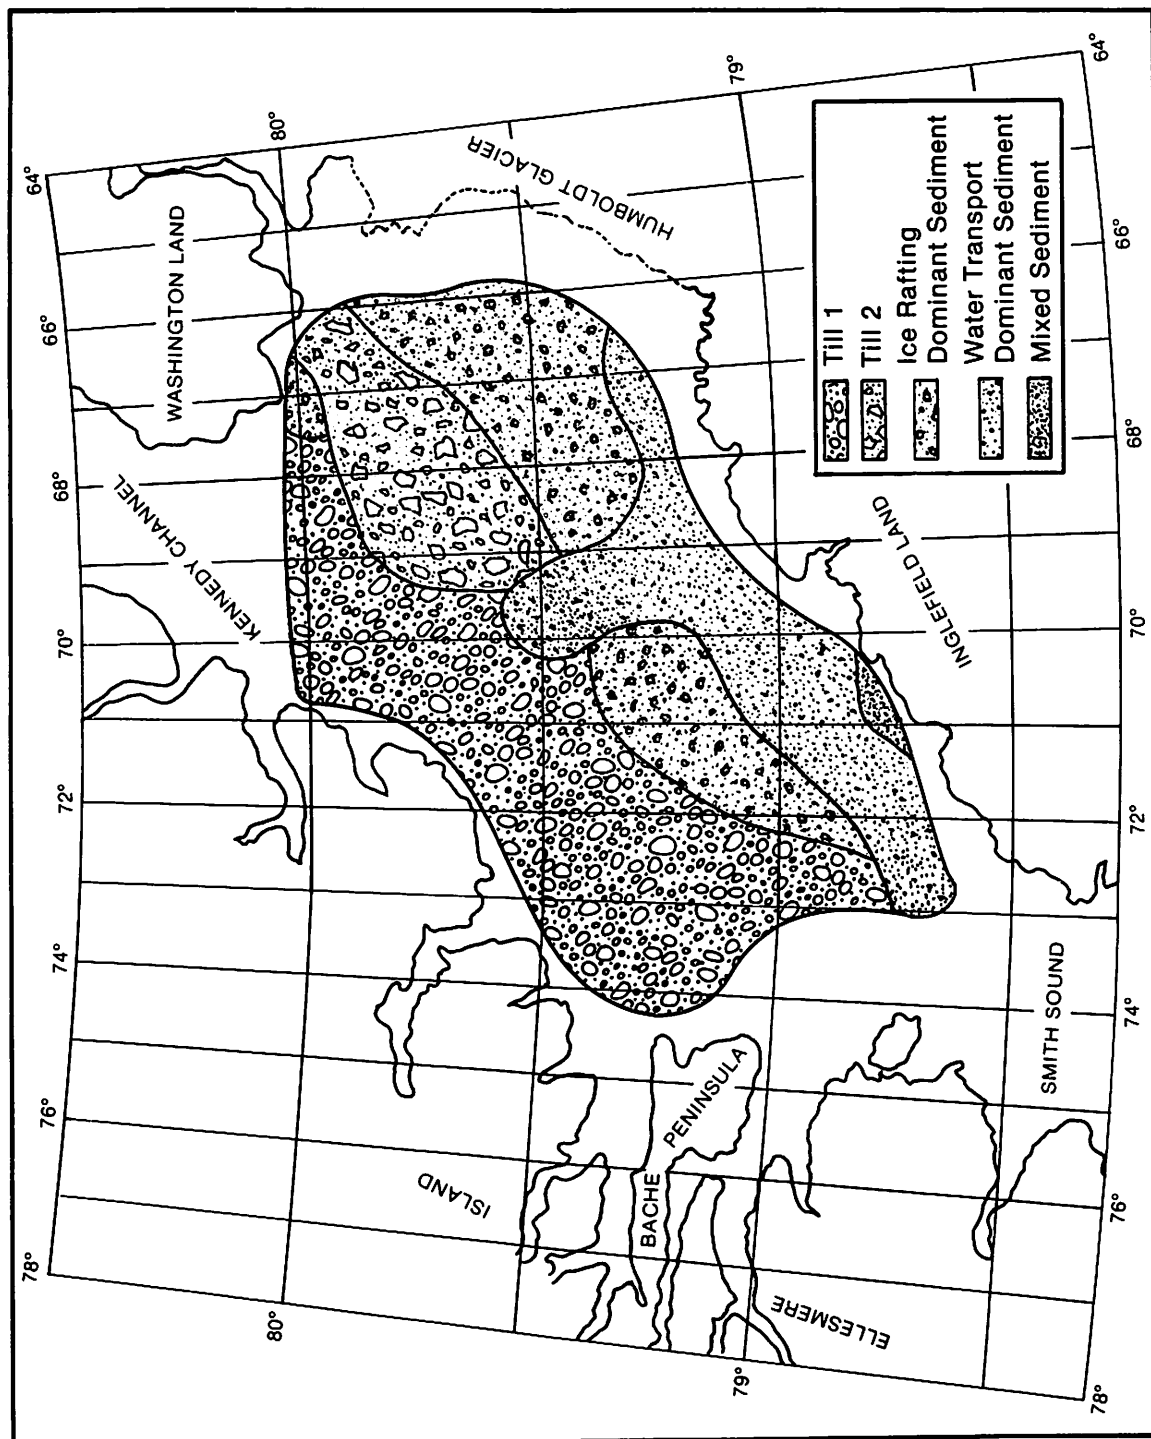 64°
66°
68°
70°
72°
74°
76°
78°
80°
80°
79°
79°
64°
66°
68°
70°
72°
74°
76°
78°
WASHINGTON LAND
KENNEDY CHANNEL
HUMBOLDT GLACIER
INGLEFIELD LAND
SMITH SOUND
BACHE
PENINSULA
ELLESMERE
ISLAND
Till 1
Till 2
Ice Rafting
Dominant Sediment
Water Transport
Dominant Sediment
Mixed Sediment